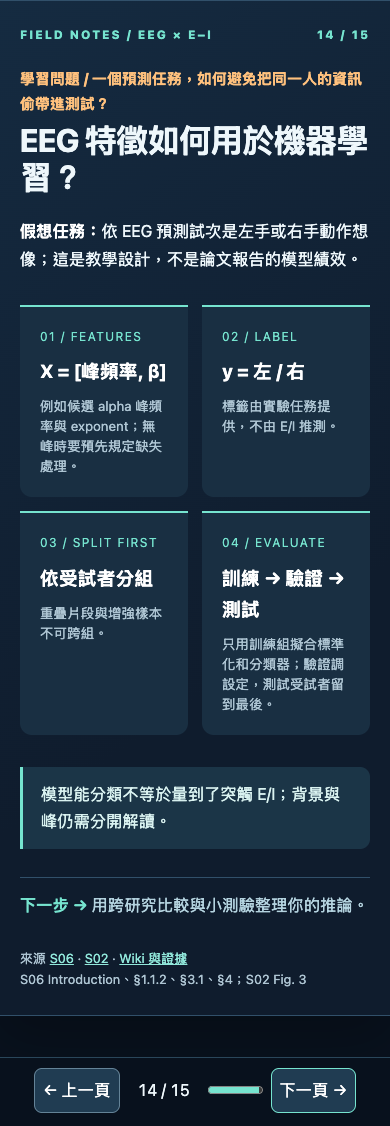 FIELD NOTES / EEG × E–I
14 / 15
學習問題 / 一個預測任務，如何避免把同一人的資訊
偷帶進測試？
EEG 特徵如何用於機器學
習？
假想任務：依 EEG 預測試次是左手或右手動作想
像；這是教學設計，不是論文報告的模型績效。
01 / FEATURES
X = [峰頻率, β]
例如候選 alpha 峰頻
率與 exponent；無
峰時要預先規定缺失
處理。
02 / LABEL
y = 左 / 右
標籤由實驗任務提
供，不由 E/I 推測。
03 / SPLIT FIRST
依受試者分組
重疊片段與增強樣本
不可跨組。
04 / EVALUATE
訓練 → 驗證 →
測試
只用訓練組擬合標準
化和分類器；驗證調
設定，測試受試者留
到最後。
模型能分類不等於量到了突觸 E/I；背景與
峰仍需分開解讀。
下一步 → 用跨研究比較與小測驗整理你的推論。
來源 S06 · S02 · Wiki 與證據
S06 Introduction、§1.1.2、§3.1、§4；S02 Fig. 3
← 上一頁
14 / 15
下一頁 →